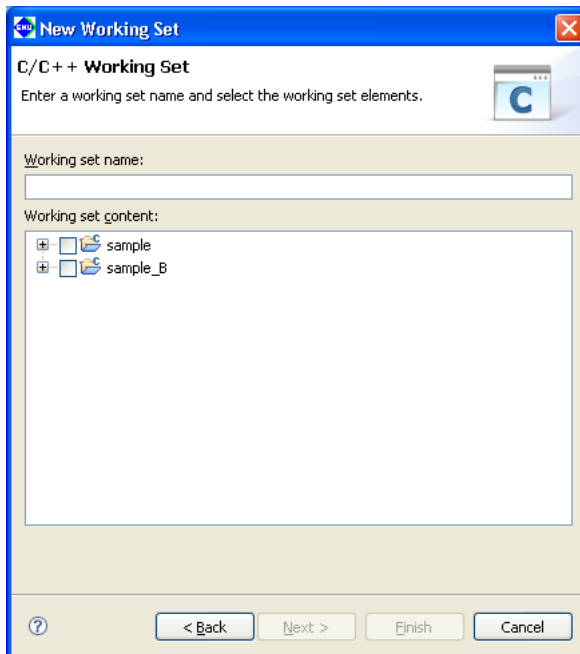 New Working Set
C/C++ Working Set
Enter a working set name and select the working set elements.
C
Working set name:
Working set content:
sample
sample_B
< Back Next > Finish Cancel